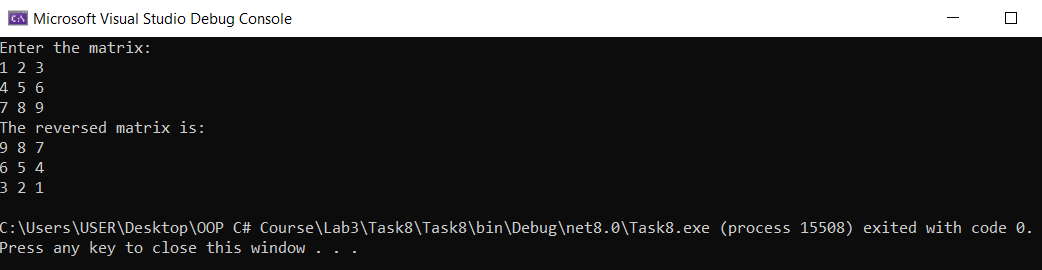 Microsoft Visual Studio Debug Console
Enter the matrix:
1 2 3
4 5 6
7 8 9
The reversed matrix is:
9 8 7
6 5 4
3 2 1
C:\Users\USER\Desktop\OOP C# Course\Lab3\Task8\Task8\bin\Debug\net8.0\Task8.exe (process 15508) exited with code 0.
Press any key to close this window . . .